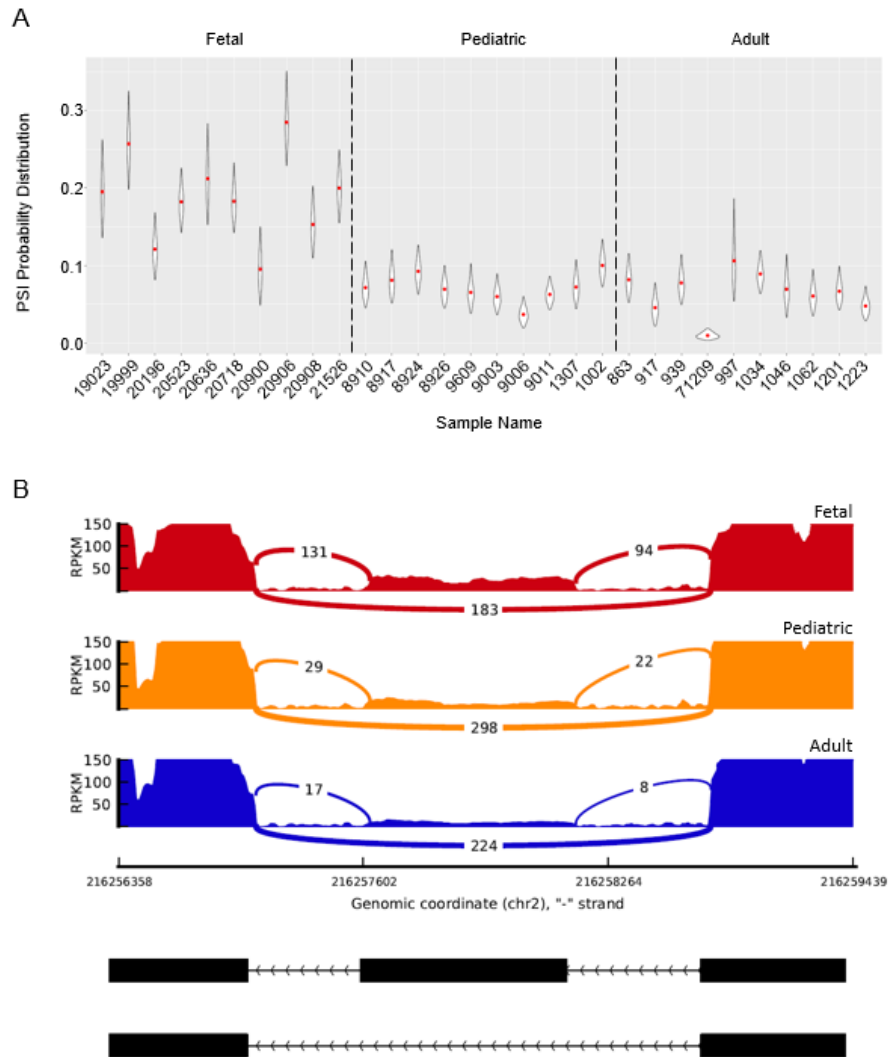 A
Fetal Pediatric Adult
PSI Probability Distribution
0.3
0.2
0.1
0.0
19023 19999 20196 20523 20636 20718 20900 20906 20908 21526 8910 8917 8924 8926 9609 9003 9006 9011 1307 1002 863 917 939 71209 997 1034 1046 1062 1201 1223
Sample Name
B
Fetal
RPKM
150
100
50
131
94
183
Pediatric
RPKM
150
100
50
29
22
298
Adult
RPKM
150
100
50
17
8
224
216256358 216257602 216258264 216259439
Genomic coordinate (chr2), "-" strand